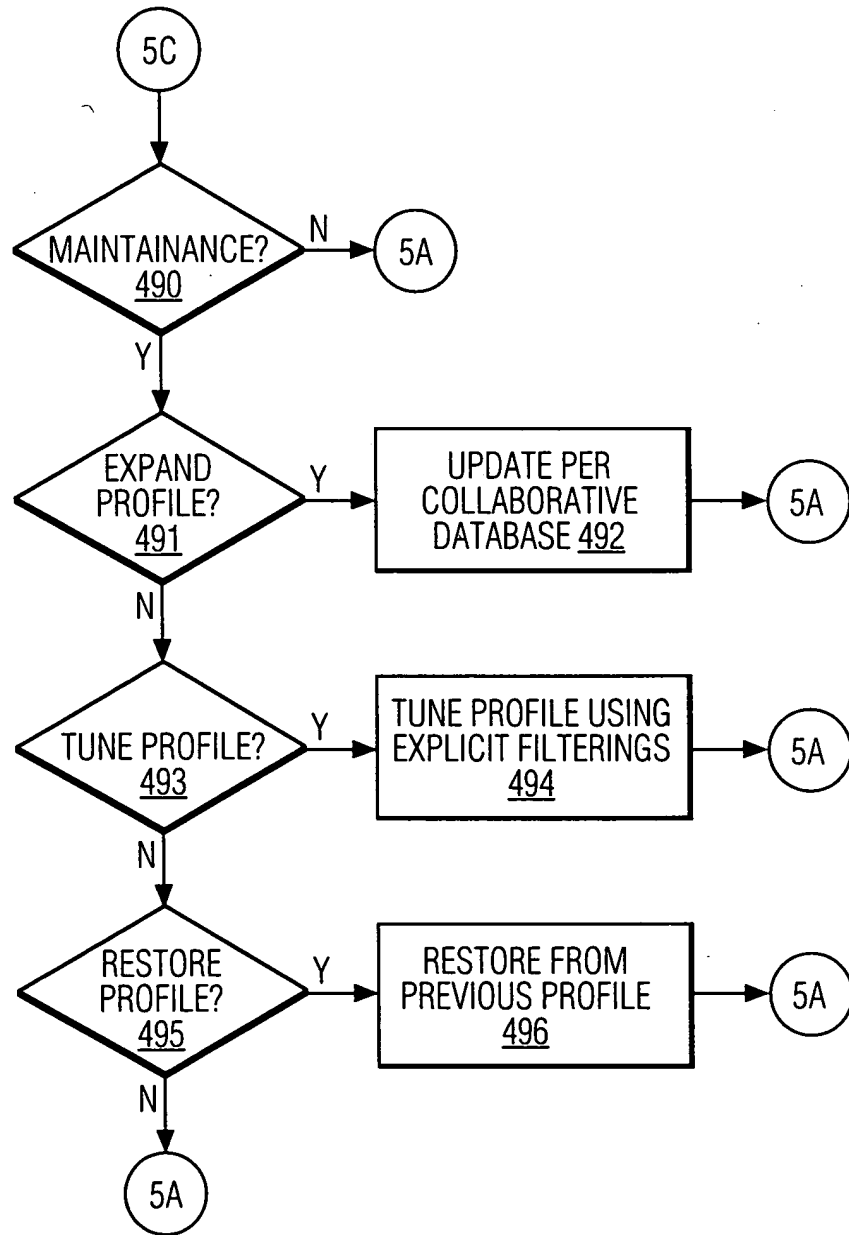 5C
MAINTAINANCE?
490
N
5A
Y
EXPAND
PROFILE?
491
Y
UPDATE PER
COLLABORATIVE
DATABASE 492
5A
N
TUNE PROFILE?
493
Y
TUNE PROFILE USING
EXPLICIT FILTERINGS
494
5A
N
RESTORE
PROFILE?
495
Y
RESTORE FROM
PREVIOUS PROFILE
496
5A
N
5A